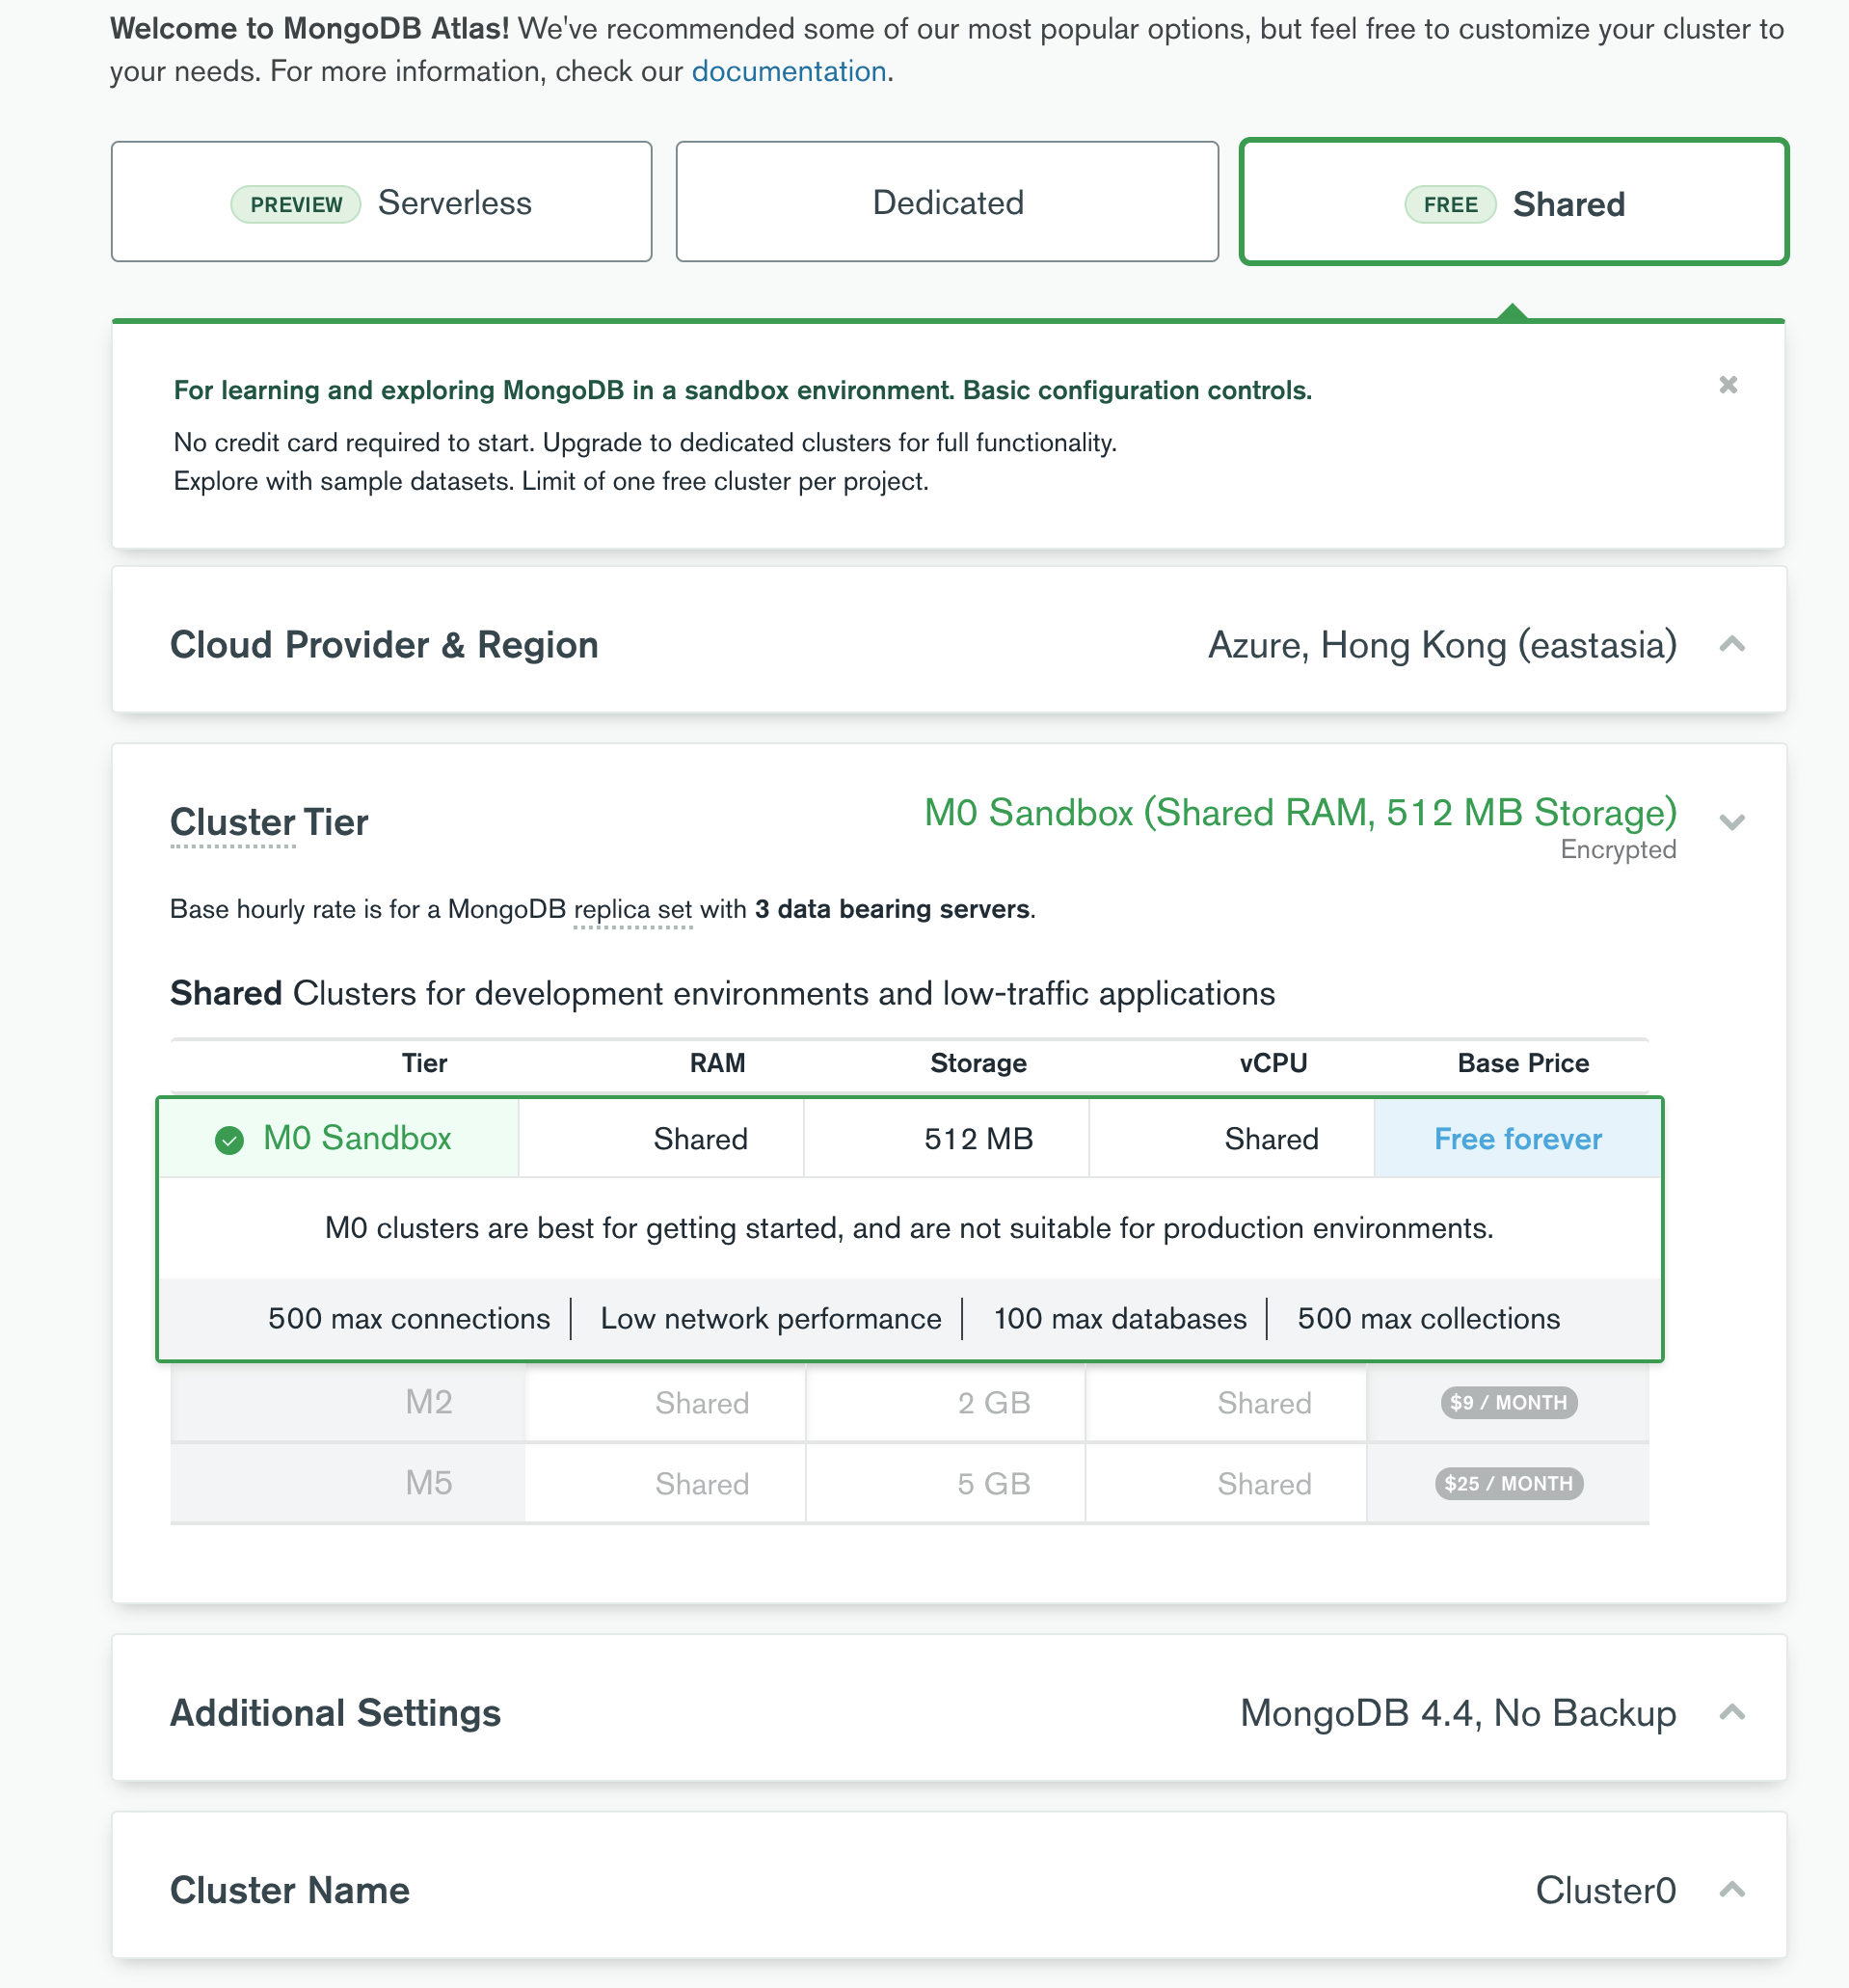 Welcome to MongoDB Atlas! We've recommended some of our most popular options, but feel free to customize your cluster to
your needs. For more information, check our documentation.
PREVIEW Serverless
Dedicated
FREE Shared
For learning and exploring MongoDB in a sandbox environment. Basic configuration controls.
No credit card required to start. Upgrade to dedicated clusters for full functionality.
Explore with sample datasets. Limit of one free cluster per project.
Cloud Provider & Region Azure, Hong Kong (eastasia)
Cluster Tier M0 Sandbox (Shared RAM, 512 MB Storage)
Encrypted
Base hourly rate is for a MongoDB replica set with 3 data bearing servers.
Shared Clusters for development environments and low-traffic applications
Tier RAM Storage vCPU Base Price
M0 Sandbox Shared 512 MB Shared Free forever
M0 clusters are best for getting started, and are not suitable for production environments.
500 max connections Low network performance 100 max databases 500 max collections
M2 Shared 2 GB Shared $9 / MONTH
M5 Shared 5 GB Shared $25 / MONTH
Additional Settings MongoDB 4.4, No Backup
Cluster Name Cluster0